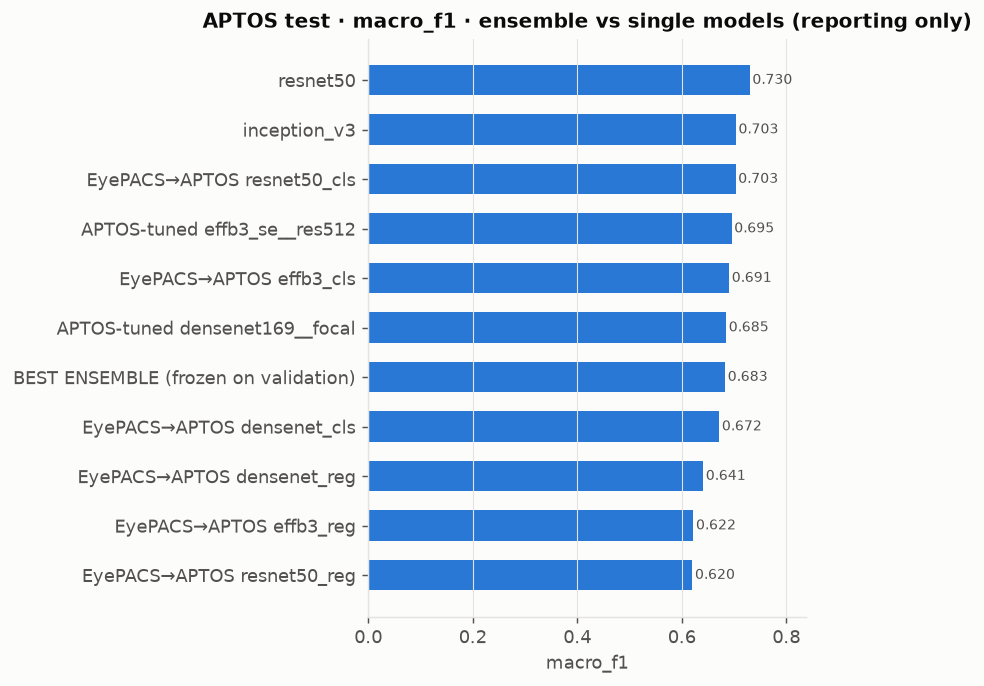 APTOS test · macro_f1 · ensemble vs single models (reporting only)
resnet50 0.730
inception_v3 0.703
EyePACS→APTOS resnet50_cls 0.703
APTOS-tuned effb3_se__res512 0.695
EyePACS→APTOS effb3_cls 0.691
APTOS-tuned densenet169__focal 0.685
BEST ENSEMBLE (frozen on validation) 0.683
EyePACS→APTOS densenet_cls 0.672
EyePACS→APTOS densenet_reg 0.641
EyePACS→APTOS effb3_reg 0.622
EyePACS→APTOS resnet50_reg 0.620
0.0 0.2 0.4 0.6 0.8
macro_f1